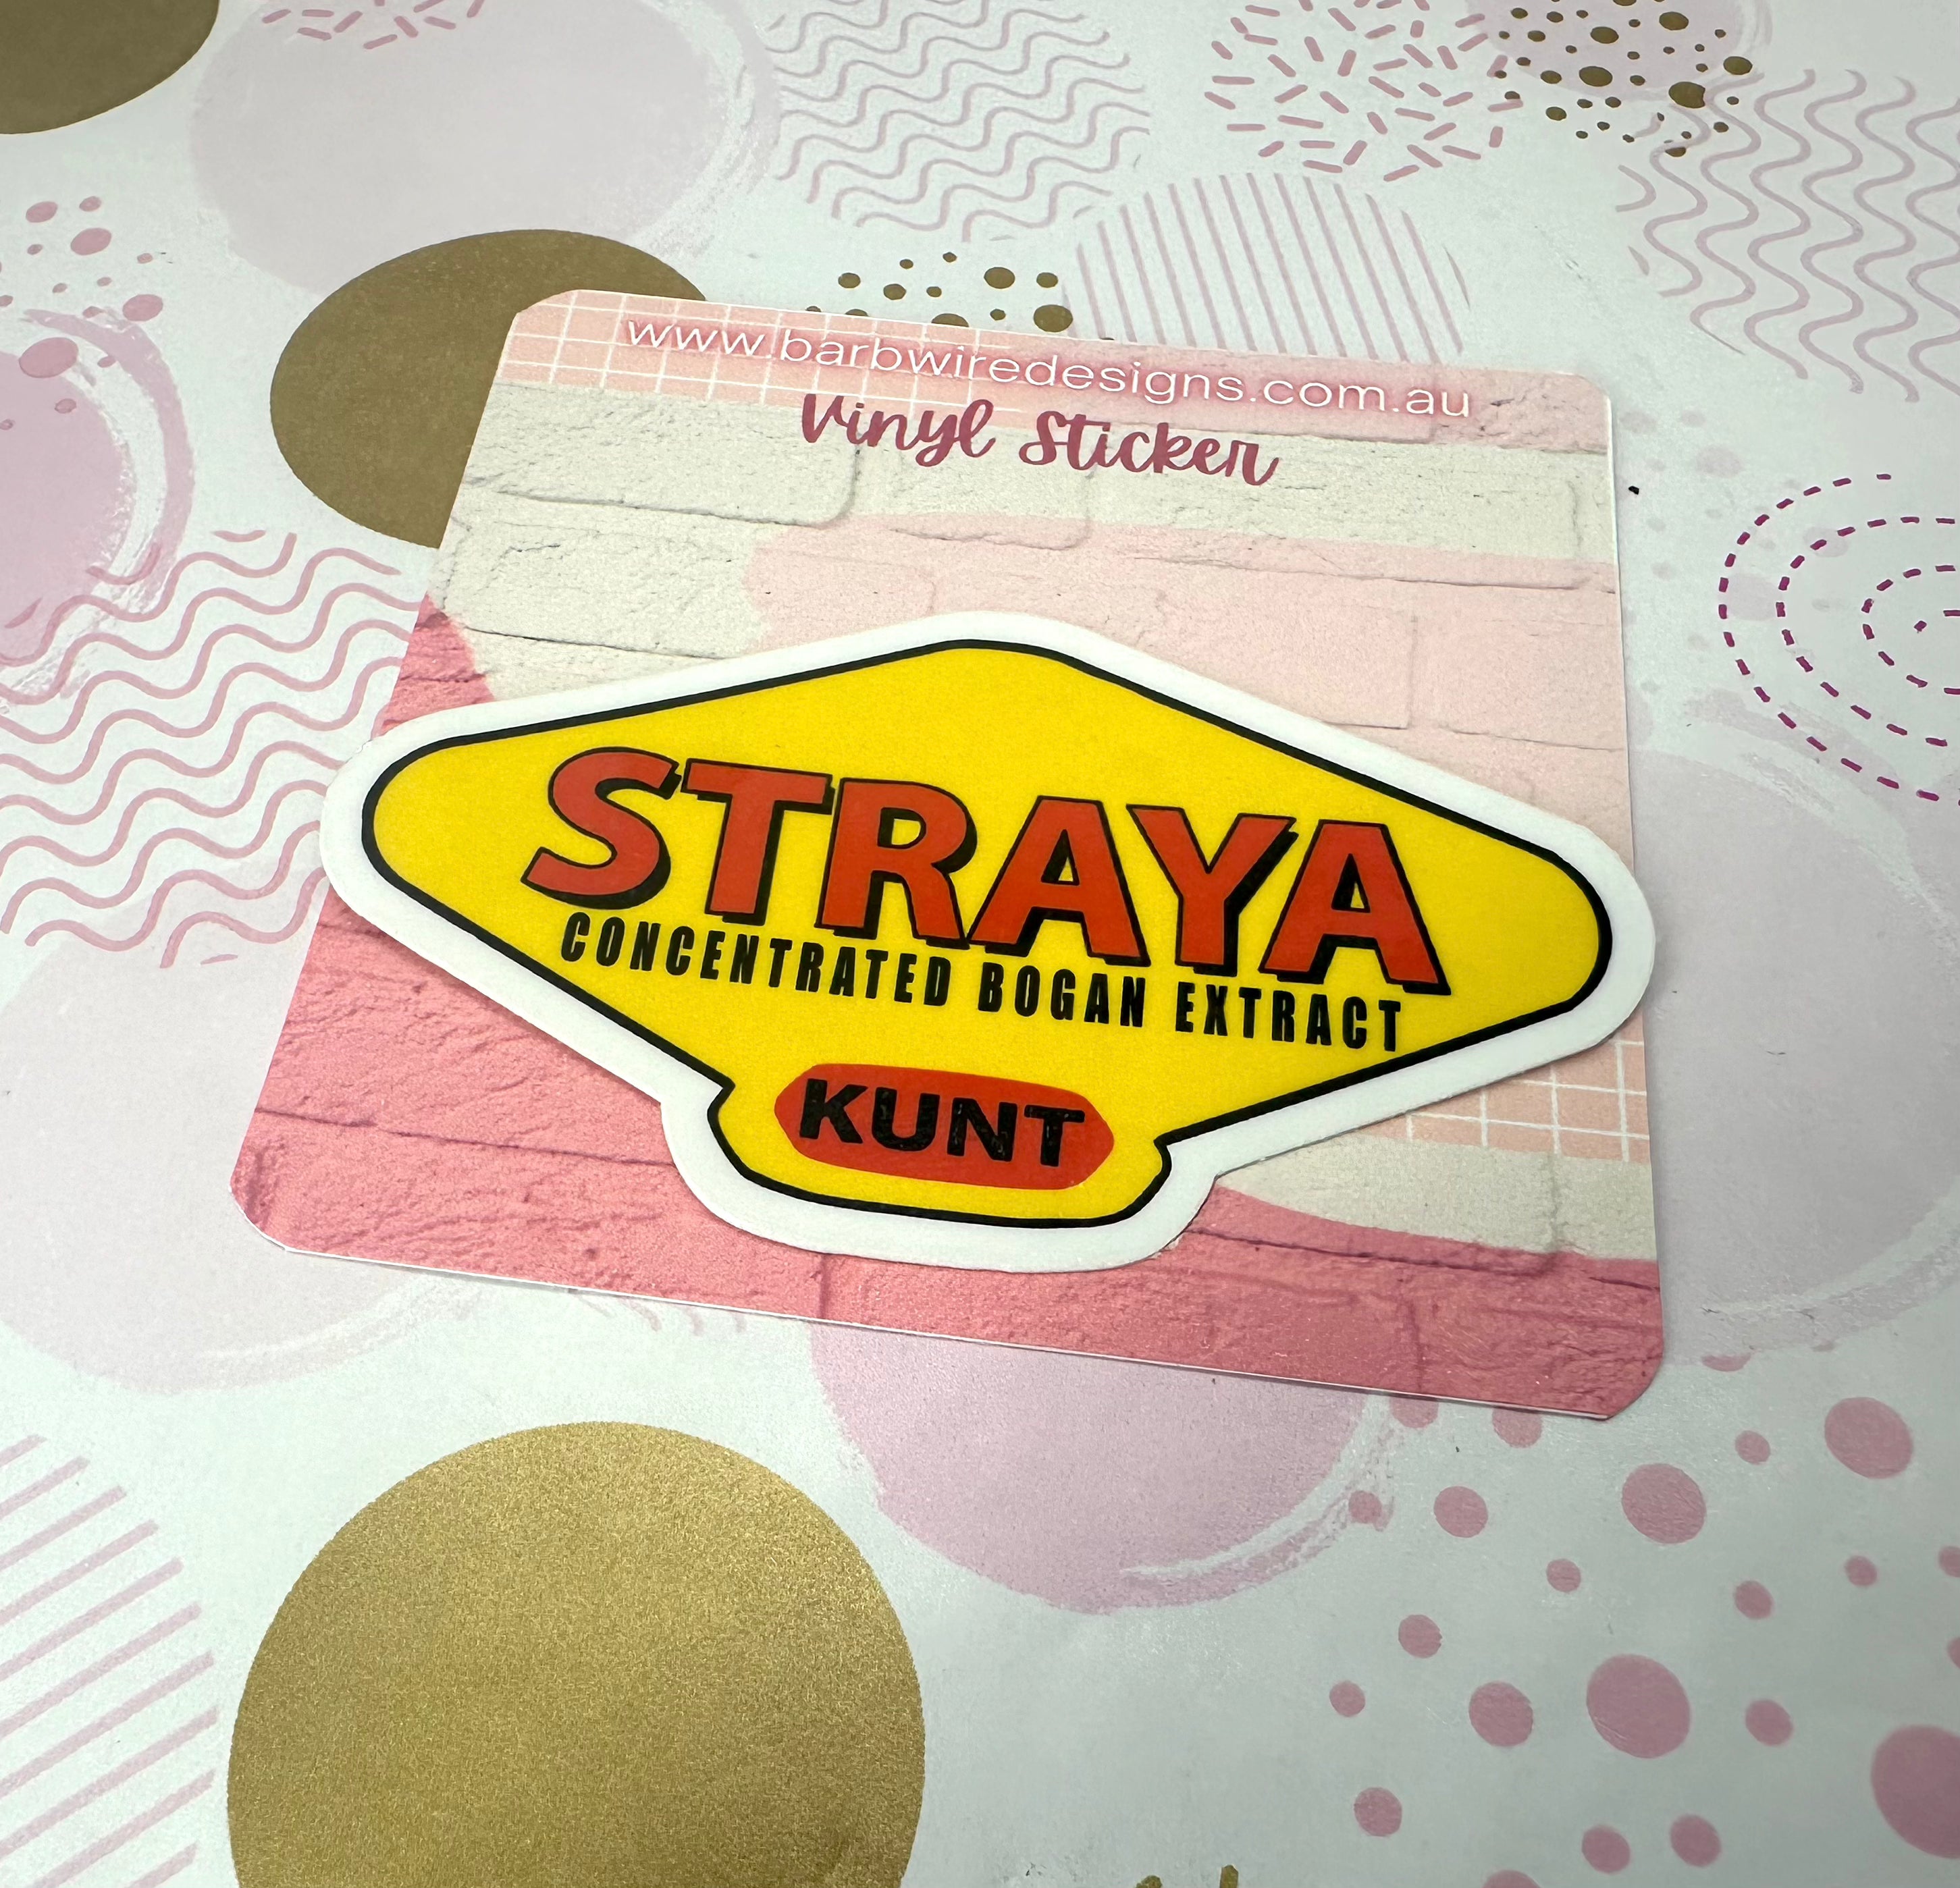 www.barbwiredesigns.com.au
Vinyl Sticker
STRAYA
CONCENTRATED BOGAN EXTRACT
KUNT